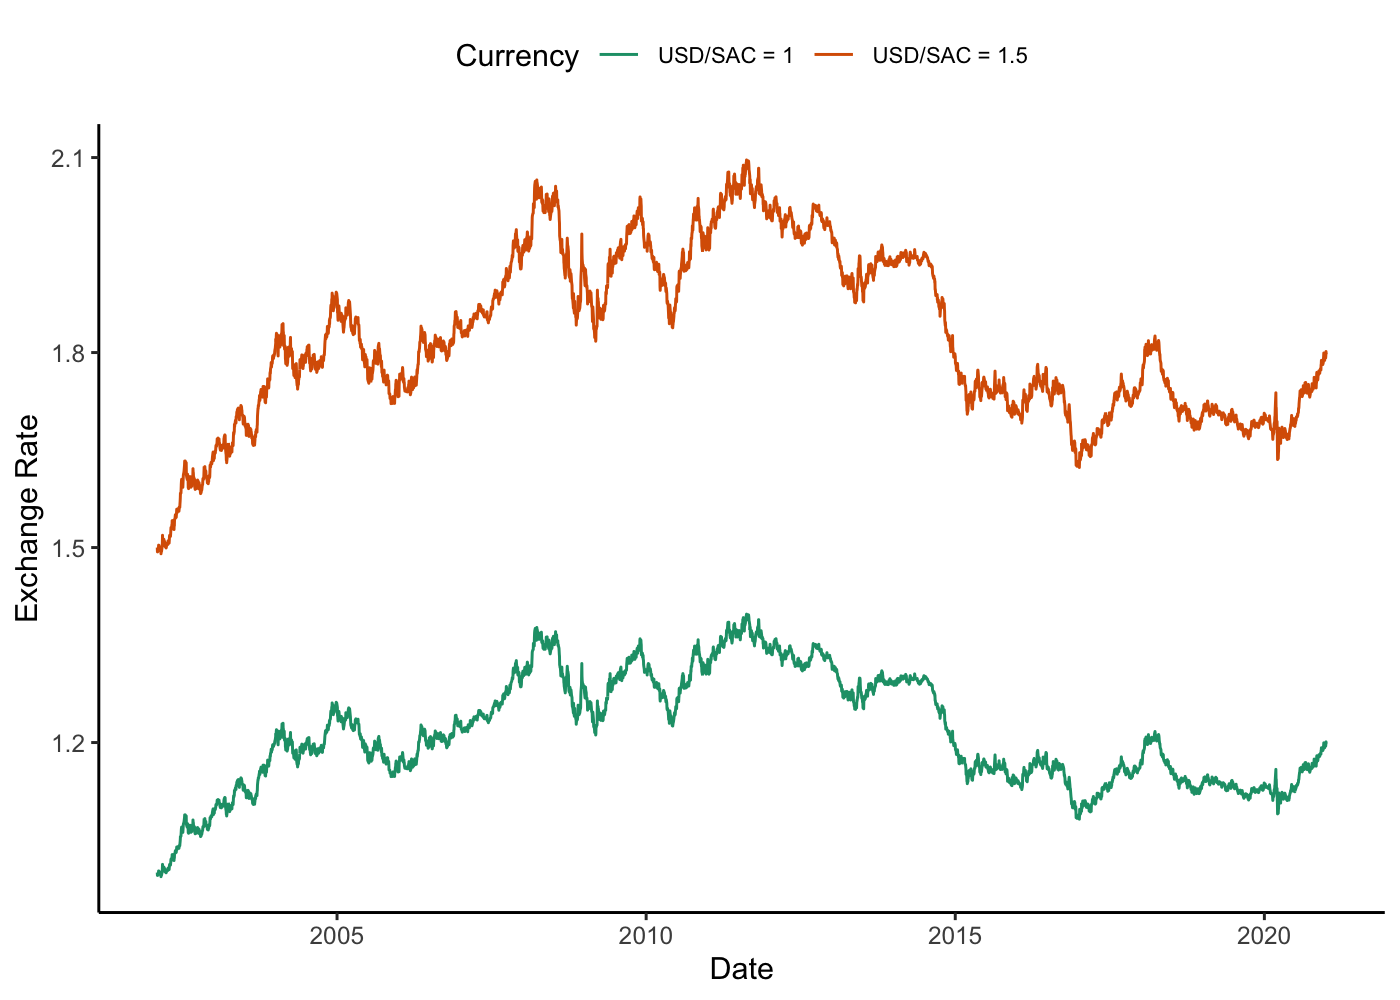 Currency USD/SAC = 1 USD/SAC = 1.5
2.1
1.8
1.5
1.2
Exchange Rate
2005 2010 2015 2020
Date